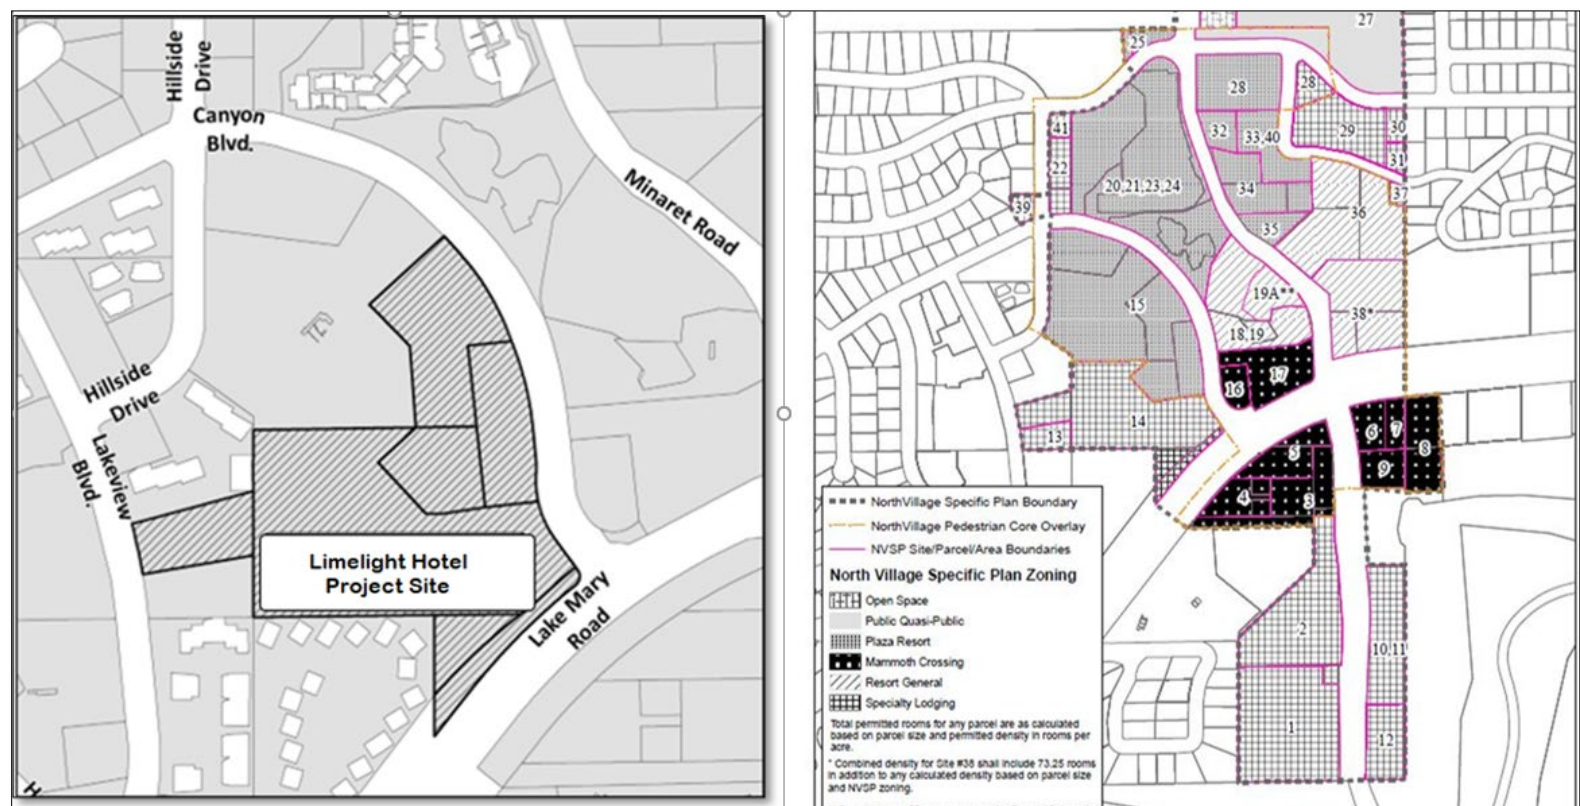 Hillside
Drive
Canyon
Blvd.
Minaret Road
Hillside
Drive
Lakeview
Blvd.
Limelight Hotel
Project Site
Lake Mary
Road
H
27
25
28
28
41
32
33,40
29
30
31
22
20,21,23,24
34
37
39
36
35
15
19A**
38*
18,19
17
16
14
13
6
7
8
5
9
4
3
2
10,11
1
12
NorthVillage Specific Plan Boundary
NorthVillage Pedestrian Core Overlay
NVSP Site/Parcel/Area Boundaries
North Village Specific Plan Zoning
Open Space
Public Quasi-Public
Plaza Resort
Mammoth Crossing
Resort General
Specialty Lodging
Total permitted rooms for any parcel are as calculated
based on parcel size and permitted density in rooms per
acre.
* Combined density for Site #38 shall include 73.25 rooms
in addition to any calculated density based on parcel size
and NVSP zoning.